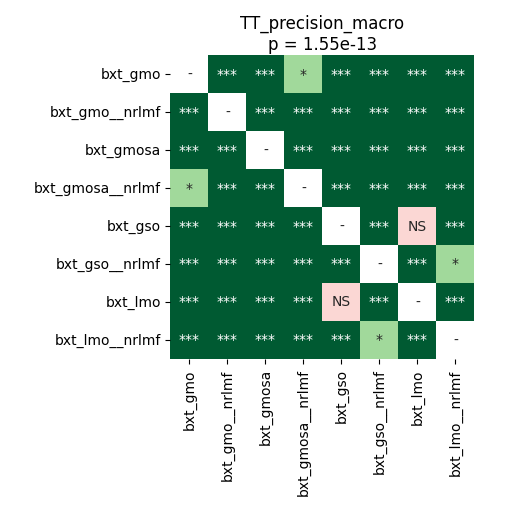 TT_precision_macro
p = 1.55e-13
bxt_gmo - *** *** * *** *** *** ***
bxt_gmo__nrlmf *** - *** *** *** *** *** ***
bxt_gmosa *** *** - *** *** *** *** ***
bxt_gmosa__nrlmf * *** *** - *** *** *** ***
bxt_gso *** *** *** *** - *** NS ***
bxt_gso__nrlmf *** *** *** *** *** - *** *
bxt_lmo *** *** *** *** NS *** - ***
bxt_lmo__nrlmf *** *** *** *** *** * *** -
bxt_gmo
bxt_gmo__nrlmf
bxt_gmosa
bxt_gmosa__nrlmf
bxt_gso
bxt_gso__nrlmf
bxt_lmo
bxt_lmo__nrlmf